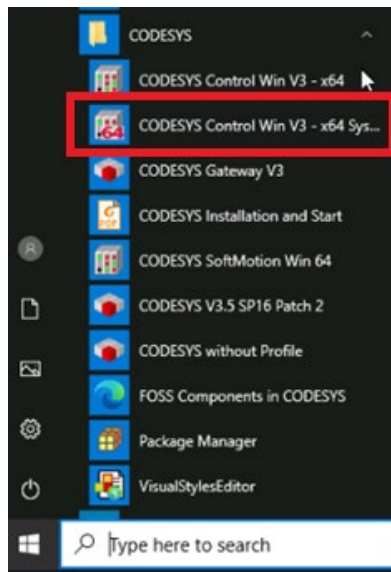 CODESYS
CODESYS Control Win V3 - x64
CODESYS Control Win V3 - x64 Sys...
CODESYS Gateway V3
CODESYS Installation and Start
CODESYS SoftMotion Win 64
CODESYS V3.5 SP16 Patch 2
CODESYS without Profile
FOSS Components in CODESYS
Package Manager
VisualStylesEditor
Type here to search